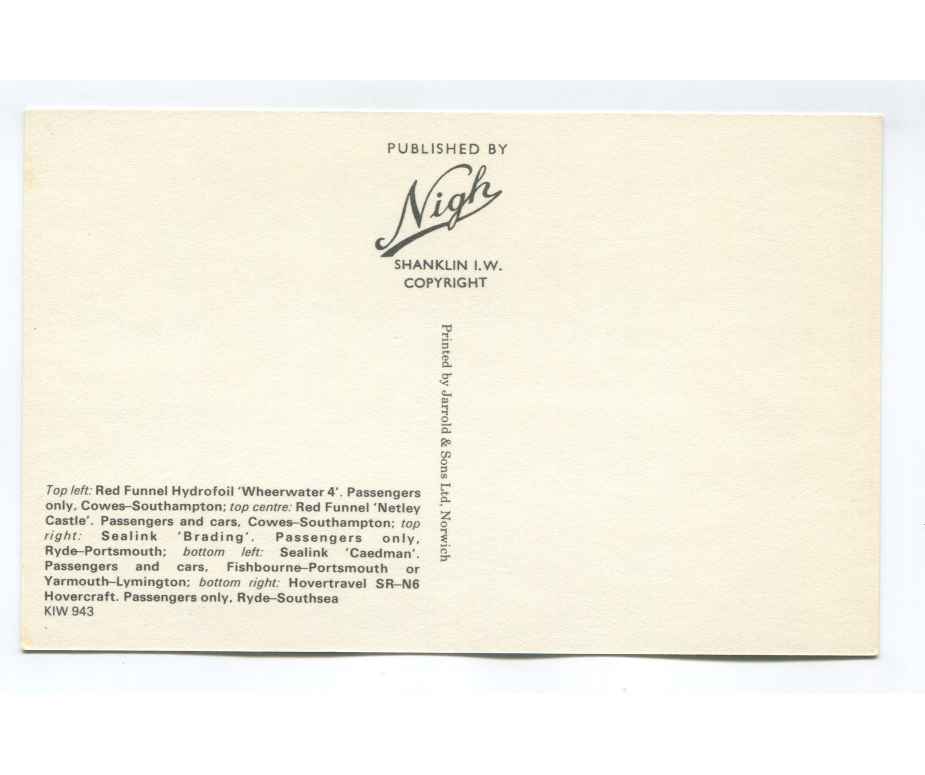 PUBLISHED BY
Nigh
SHANKLIN I.W.
COPYRIGHT
Printed by Jarrold & Sons Ltd, Norwich
Top left: Red Funnel Hydrofoil 'Wheerwater 4'. Passengers
only, Cowes–Southampton; top centre: Red Funnel 'Netley
Castle'. Passengers and cars, Cowes–Southampton; top
right: Sealink 'Brading'. Passengers only,
Ryde–Portsmouth; bottom left: Sealink 'Caedman'.
Passengers and cars, Fishbourne–Portsmouth or
Yarmouth–Lymington; bottom right: Hovertravel SR–N6
Hovercraft. Passengers only, Ryde–Southsea
KIW 943